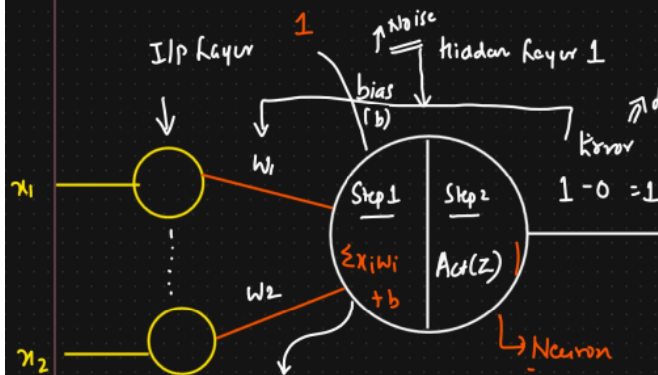 1
↑ Noise
I/p Layer
Hidden Layer 1
bias
(b)
w1
Error
x1
Step 1
Step 2
1 - 0 = 1
Σxiwi
+ b
Act(Z)
w2
Neuron
x2